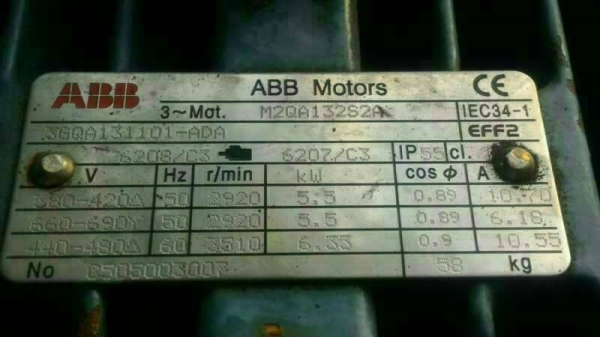 ABB ABB Motors CE
3~Mot. M2QA132S2A IEC34-1
3GQA131101-ADA EFF2
6208/C3 6207/C3 IP 55 cl.
V Hz r/min kW cos ϕ A
380-420Δ 50 2920 5.5 0.89 10.70
660-690Y 50 2920 5.5 0.89 6.18
440-480Δ 60 3510 6.33 0.9 10.55
No C505003007 58 kg